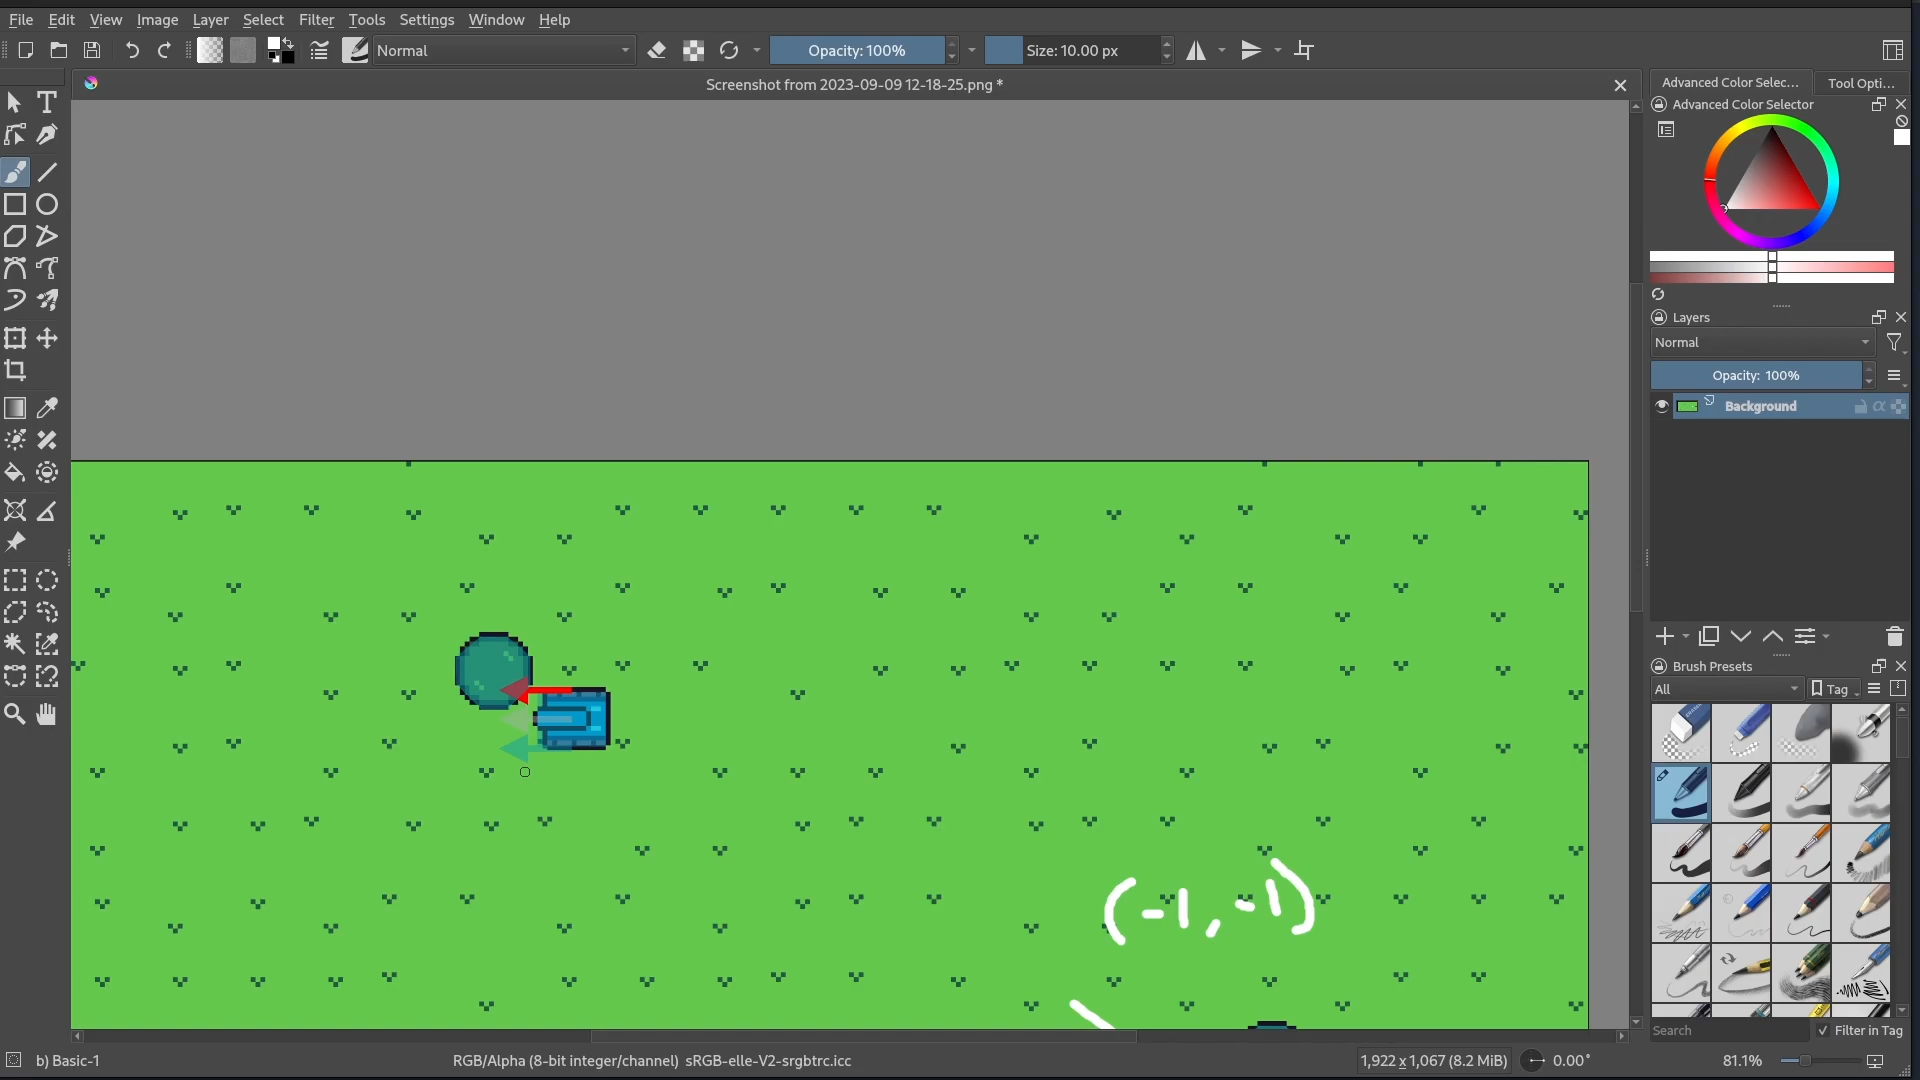 File Edit View Image Layer Select Filter Tools Settings Window Help
Normal Opacity: 100% Size: 10.00 px
Screenshot from 2023-09-09 12-18-25.png *
Advanced Color Selec... Tool Opti...
Advanced Color Selector
Layers
Normal
Opacity: 100%
Background
Brush Presets
All Tag
(-1,-1)
Search Filter in Tag
b) Basic-1 RGB/Alpha (8-bit integer/channel) sRGB-elle-V2-srgbtrc.icc 1,922 x 1,067 (8.2 MiB) 0.00° 81.1%